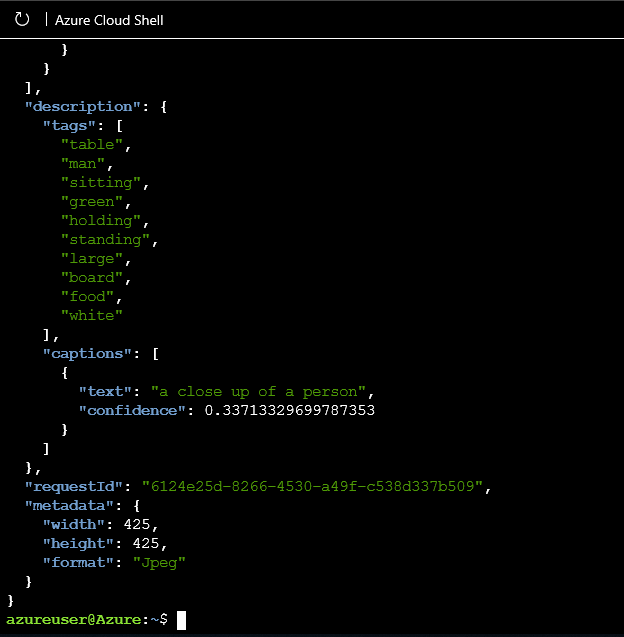 Azure Cloud Shell
}
}
],
"description": {
"tags": [
"table",
"man",
"sitting",
"green",
"holding",
"standing",
"large",
"board",
"food",
"white"
],
"captions": [
{
"text": "a close up of a person",
"confidence": 0.33713329699787353
}
]
},
"requestId": "6124e25d-8266-4530-a49f-c538d337b509",
"metadata": {
"width": 425,
"height": 425,
"format": "Jpeg"
}
}
azureuser@Azure:~$